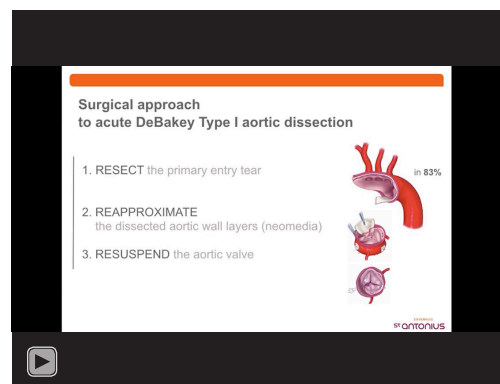 Surgical approach
to acute DeBakey Type I aortic dissection
1. RESECT the primary entry tear
in 83%
2. REAPPROXIMATE
the dissected aortic wall layers (neomedia)
3. RESUSPEND the aortic valve
ST ANTONIUS